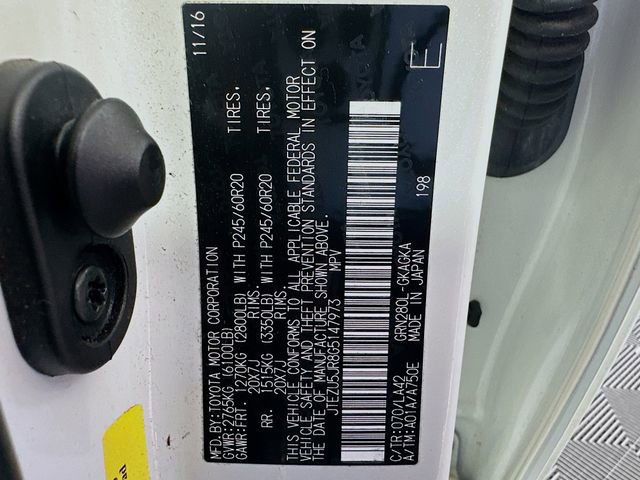 MFD.BY:TOYOTA MOTOR CORPORATION 11/16
GVWR:2765KG (6100LB)
GAWR:FRT. 1270KG (2800LB) WITH P245/60R20 TIRES,
20X7J RIMS
RR. 1515KG (3350LB) WITH P245/60R20 TIRES,
20X7J RIMS
THIS VEHICLE CONFORMS TO ALL APPLICABLE FEDERAL MOTOR
VEHICLE SAFETY AND THEFT PREVENTION STANDARDS IN EFFECT ON
THE DATE OF MANUFACTURE SHOWN ABOVE.
JTEZU5JR8G5147973 MPV
198
C/TR:070/LA42 GRN280L-GKAGKA
A/TM:A01A/A750E MADE IN JAPAN
E